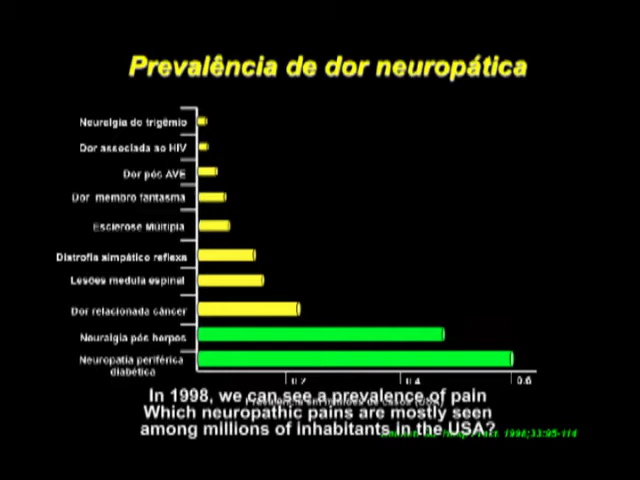 Prevalência de dor neuropática
Neuralgia do trigêmio
Dor associada ao HIV
Dor pós AVE
Dor membro fantasma
Esclerose Múltipla
Distrofia simpático reflexa
Lesões medula espinal
Dor relacionada câncer
Neuralgia pós herpes
Neuropatia periférica
diabética
0.2
0.4
0.6
In 1998, we can see a prevalence of pain
Which neuropathic pains are mostly seen
among millions of inhabitants in the USA?
1998;33:95-114